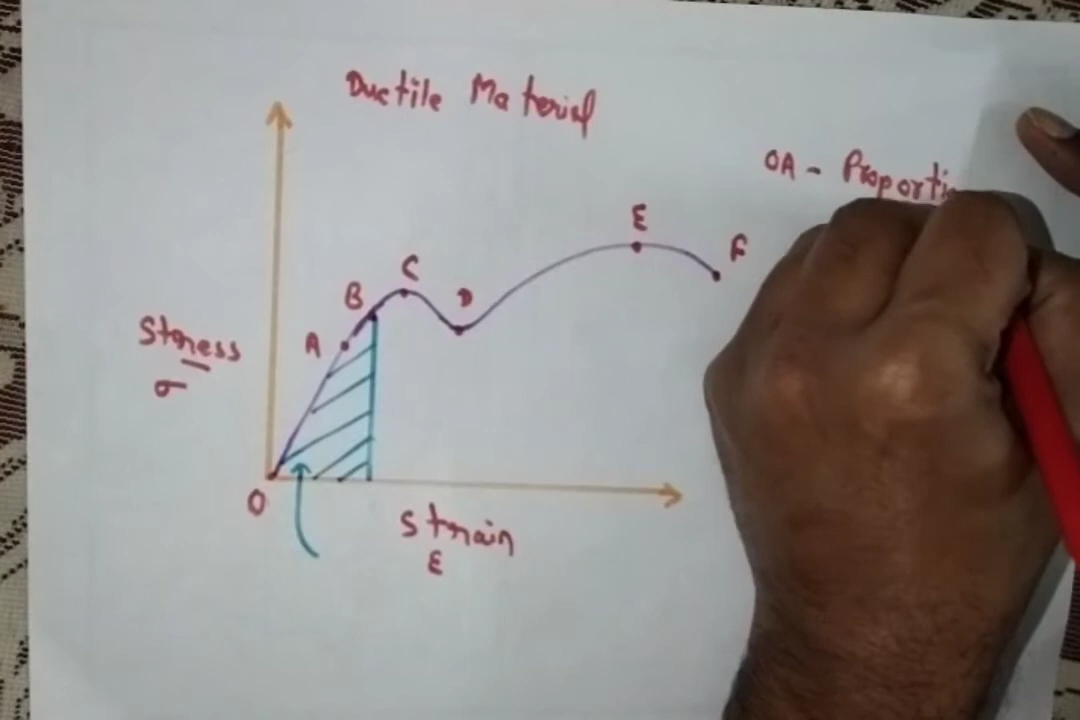 Ductile Material
OA - Proporti
E
F
C
B
D
A
Stress
σ
O
Strain
ε